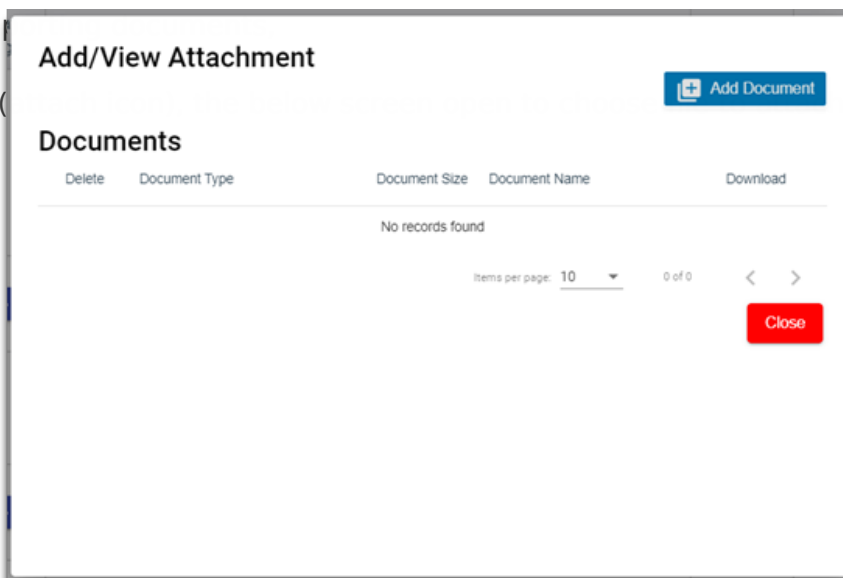 Add/View Attachment
Add Document
Documents
Delete Document Type Document Size Document Name Download
No records found
Items per page: 10 0 of 0
Close